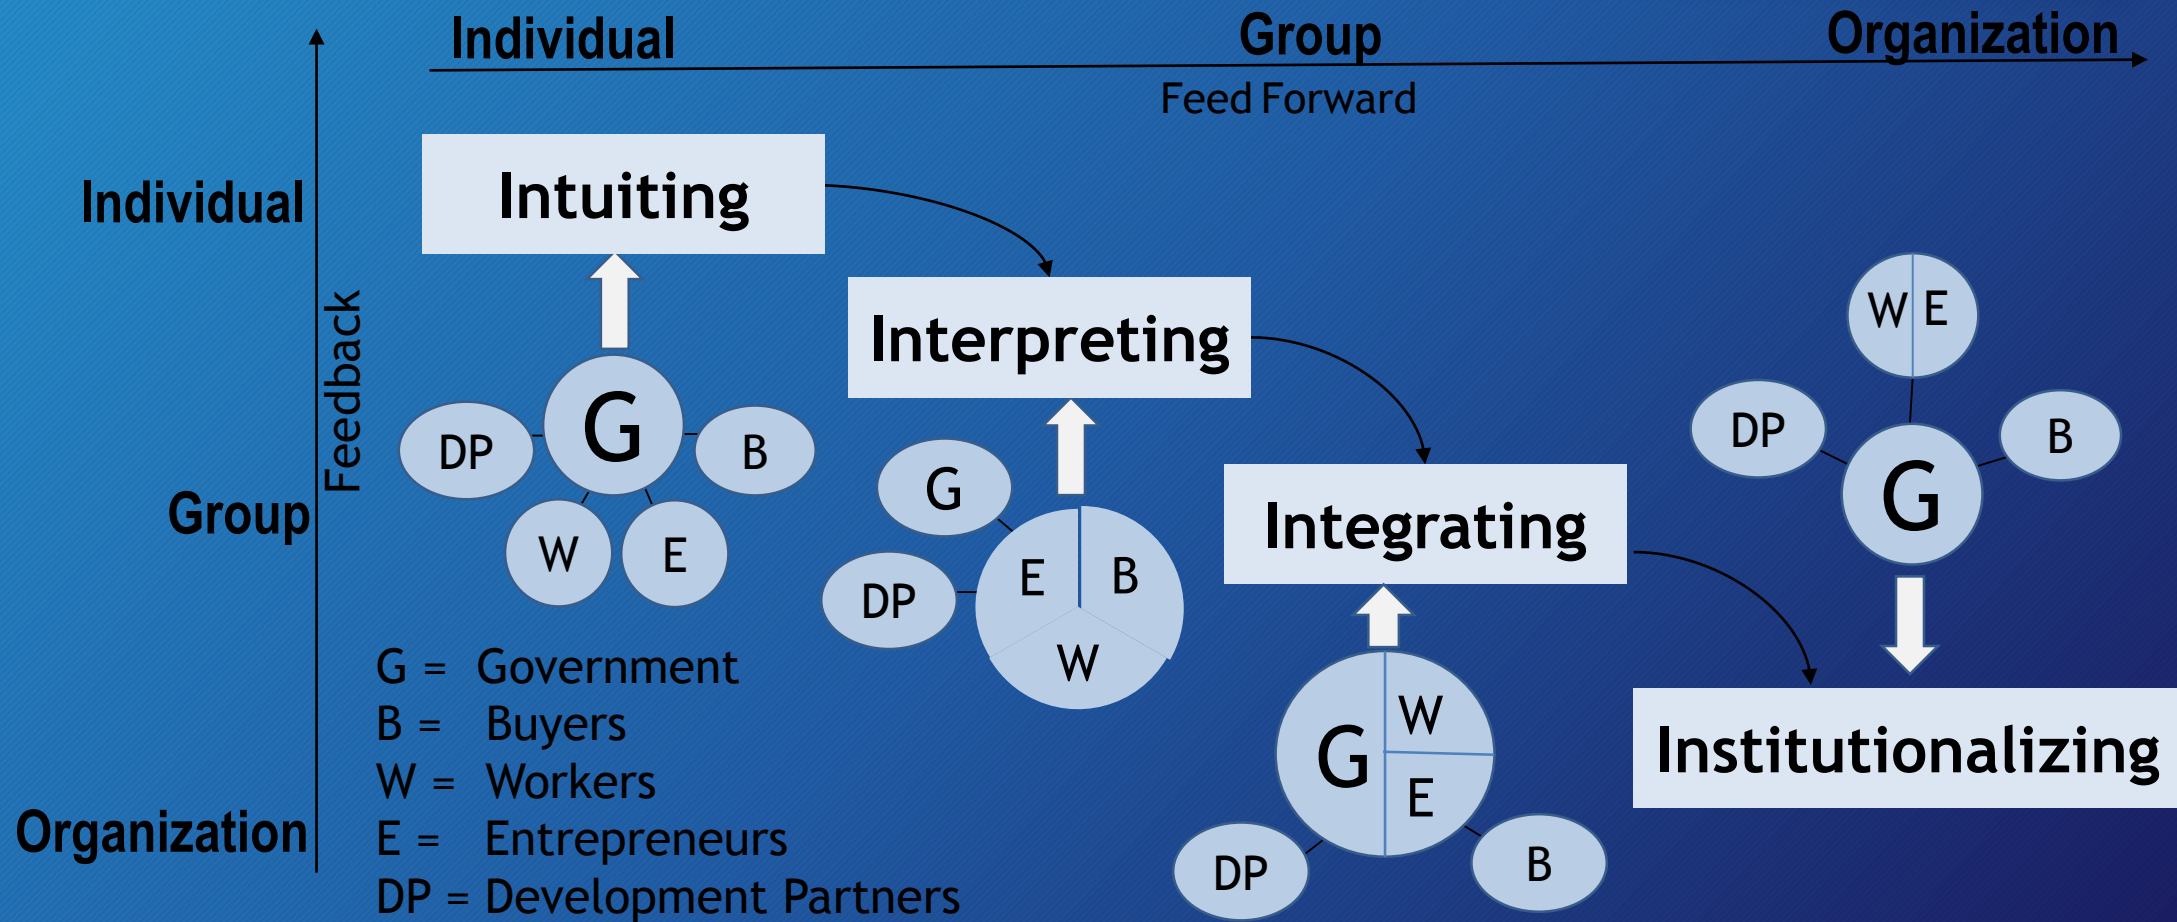 Individual
Group
Organization
Feed Forward
Individual
Group
Organization
Feedback
Intuiting
Interpreting
Integrating
Institutionalizing
G
DP
B
W
E
G
DP
E
B
W
G
W
E
DP
B
W E
DP
B
G
G = Government
B = Buyers
W = Workers
E = Entrepreneurs
DP = Development Partners